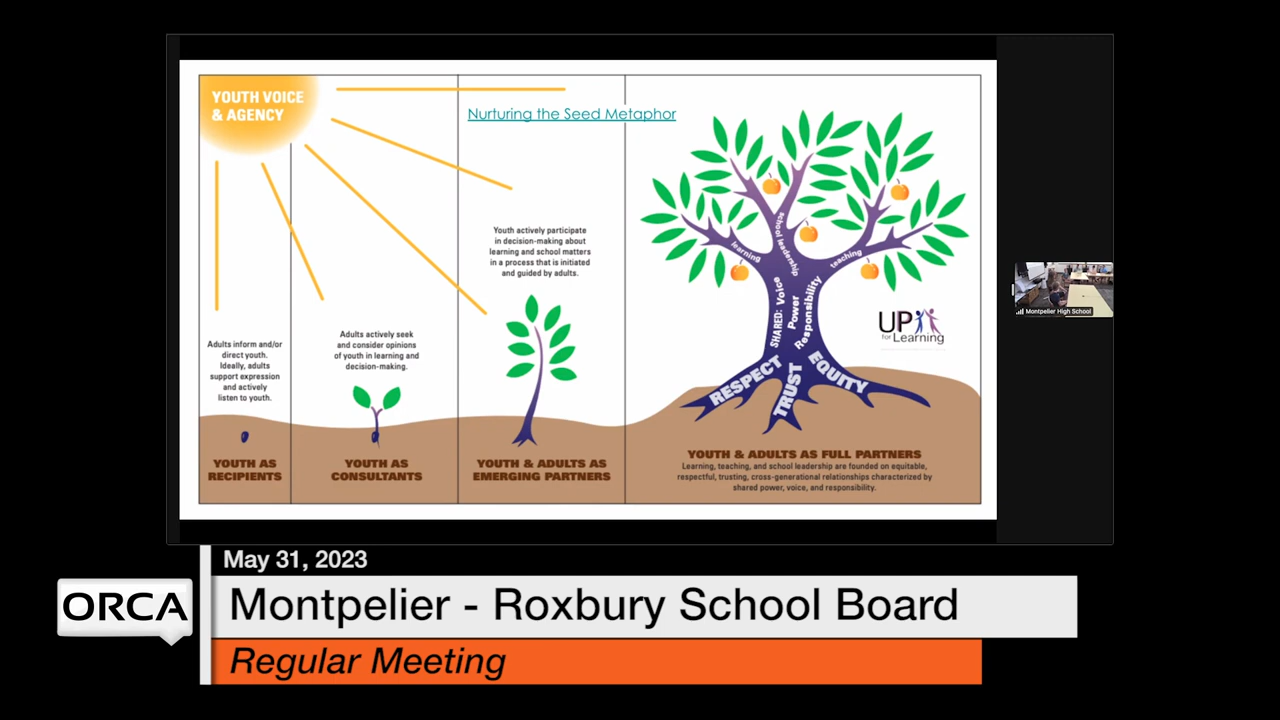 YOUTH VOICE
& AGENCY
Nurturing the Seed Metaphor
Adults inform and/or
direct youth.
Ideally, adults
support expression
and actively
listen to youth.
YOUTH AS
RECIPIENTS
Adults actively seek
and consider opinions
of youth in learning and
decision-making.
YOUTH AS
CONSULTANTS
Youth actively participate
in decision-making about
learning and school matters
in a process that is initiated
and guided by adults.
YOUTH & ADULTS AS
EMERGING PARTNERS
learning
school leadership
teaching
SHARED: Voice
Power
Responsibility
RESPECT
TRUST
EQUITY
UP
for Learning
YOUTH & ADULTS AS FULL PARTNERS
Learning, teaching, and school leadership are founded on equitable,
respectful, trusting, cross-generational relationships characterized by
shared power, voice, and responsibility.
Montpelier High School
May 31, 2023
ORCA
Montpelier - Roxbury School Board
Regular Meeting